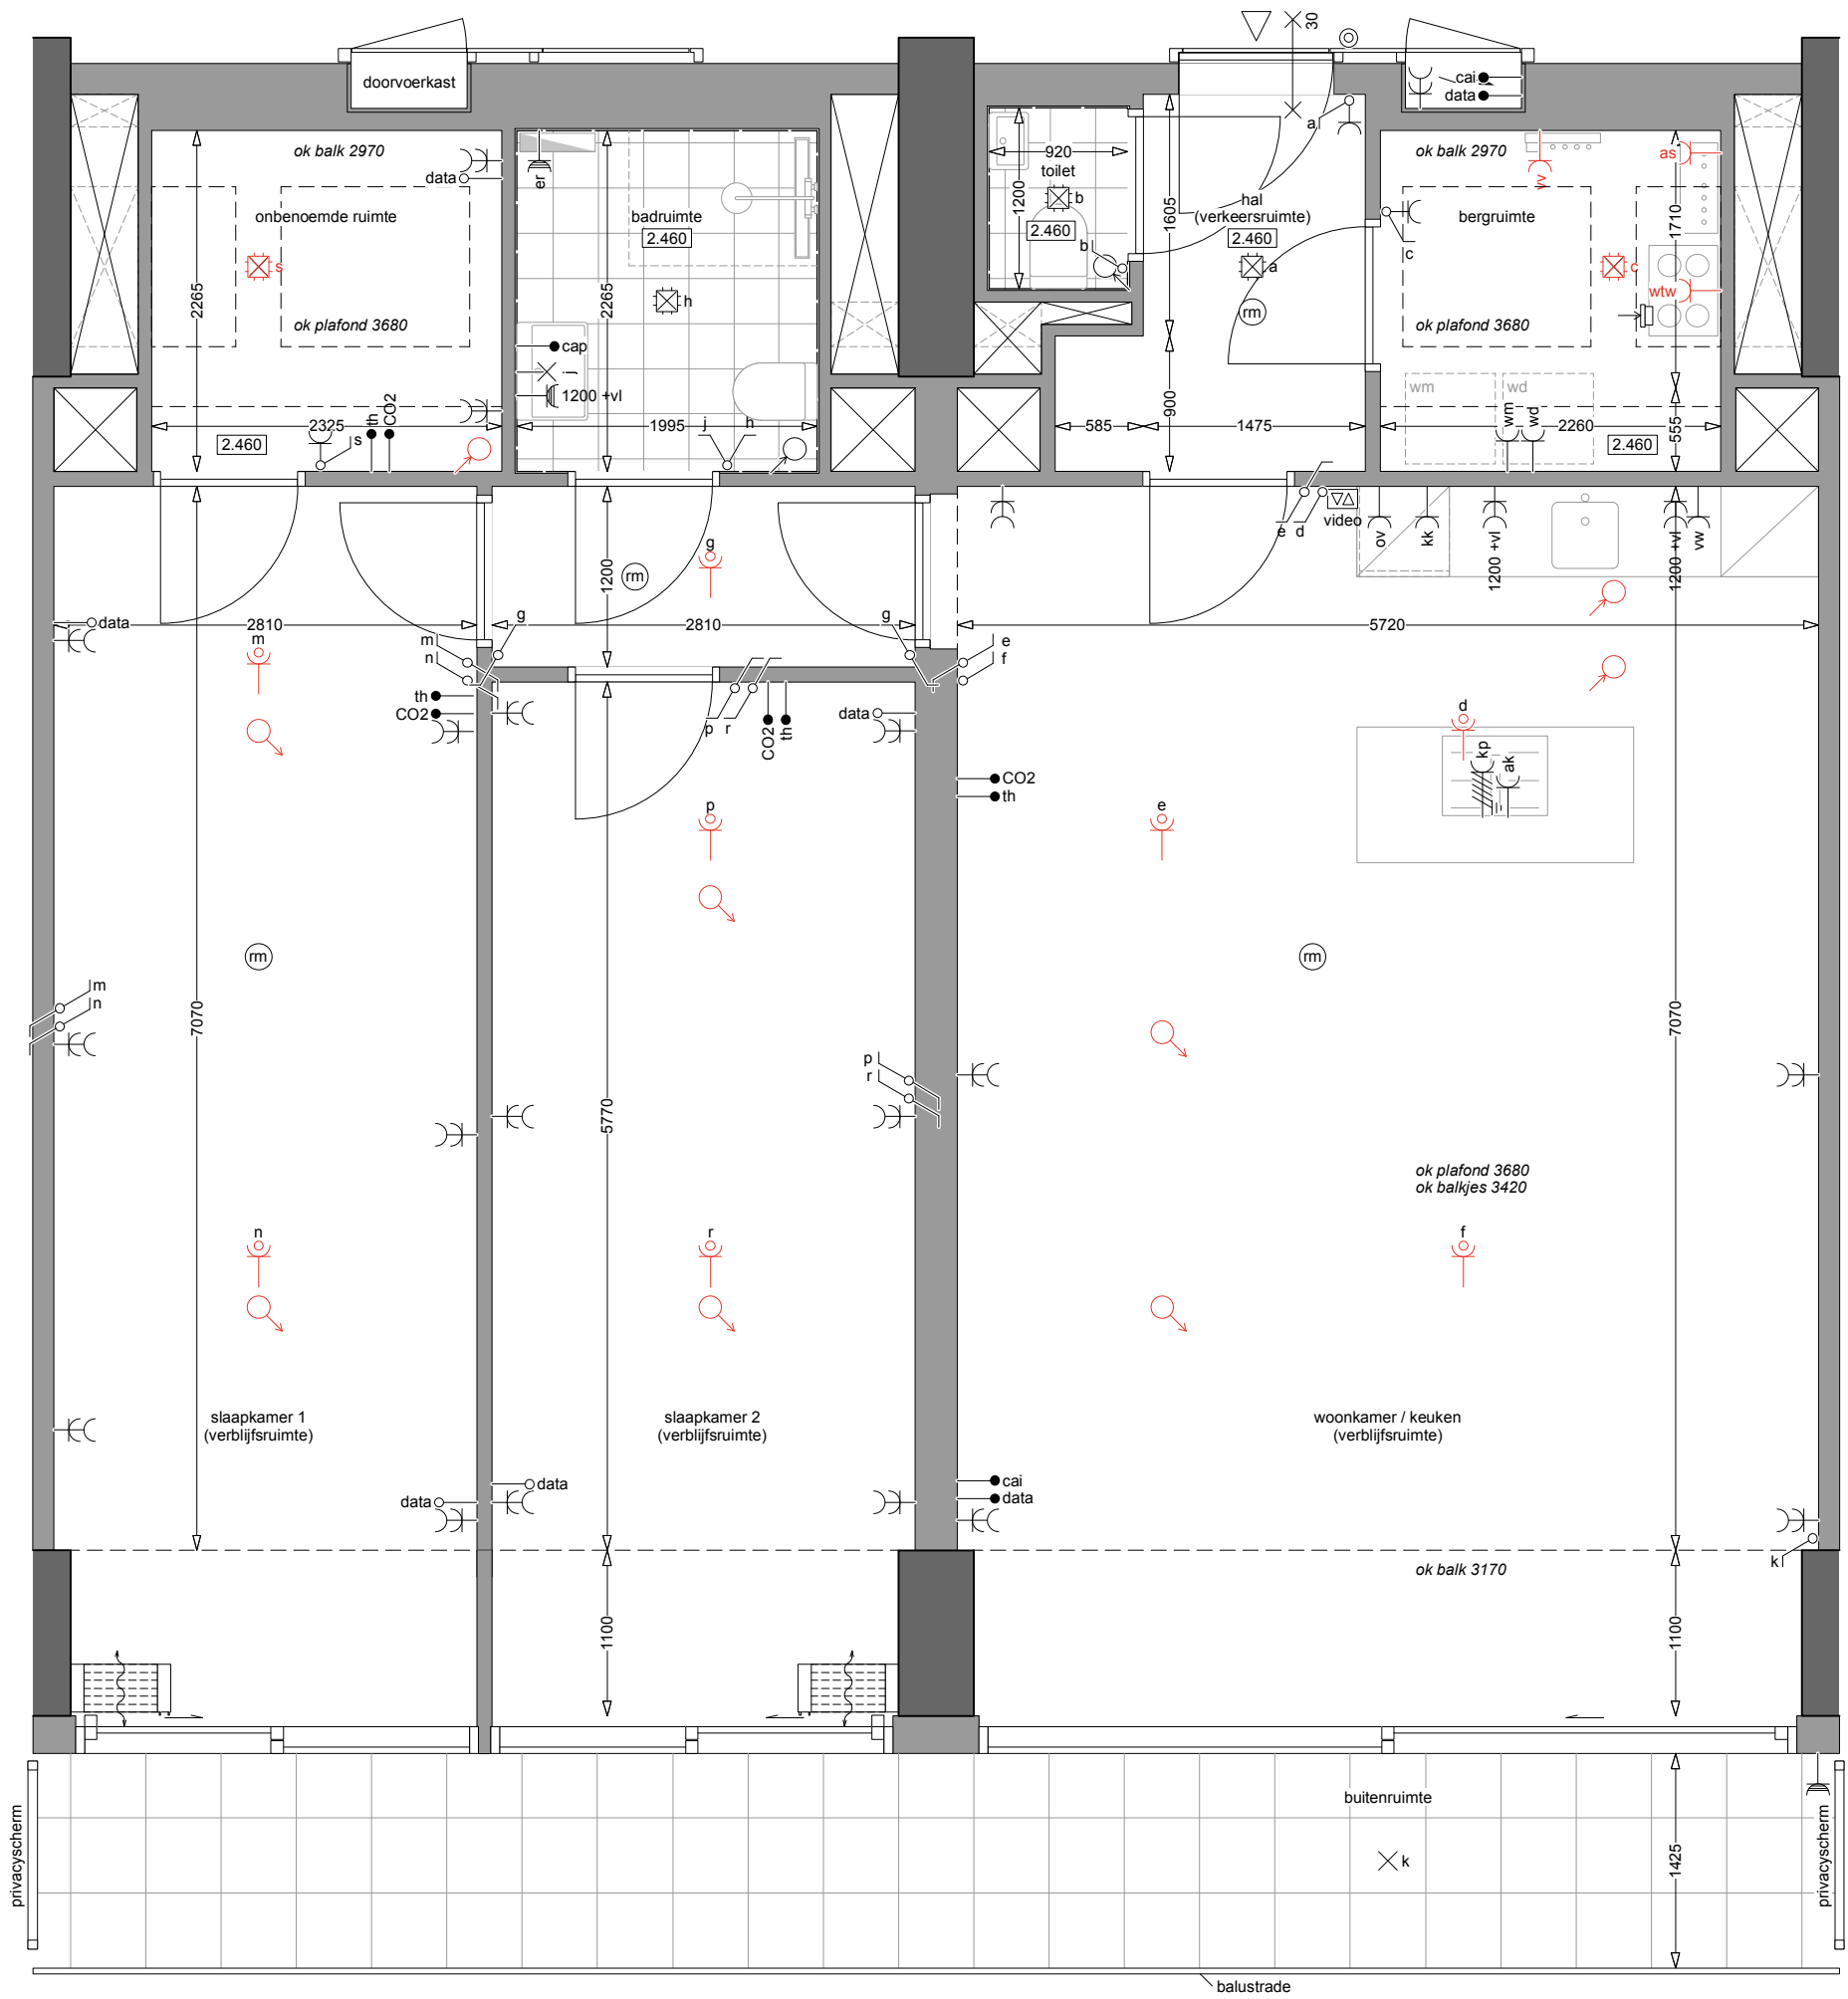 30
doorvoerkast
cai
data
a
ok balk 2970
data
onbenoemde ruimte
s
2265
ok plafond 3680
2325
2.460
th
CO2
s
er
badruimte
2.460
h
2265
cap
j
1200 +vl
1995
j
h
920
toilet
b
1200
2.460
b
1605
hal
(verkeersruimte)
2.460
a
rm
900
585
1475
ok balk 2970
vv
as
bergruimte
1710
c
c
wtw
ok plafond 3680
wm
wd
wm
wd
2260
2.460
555
e
d
video
ov
kk
1200 +vl
1200 +vl
vw
data
2810
m
g
rm
1200
g
2810
g
m
n
e
f
5720
th
CO2
p
r
CO2
th
data
d
kp
ak
CO2
th
p
e
rm
rm
m
n
7070
p
r
5770
7070
ok plafond 3680
ok balkjes 3420
n
r
f
slaapkamer 1
(verblijfsruimte)
slaapkamer 2
(verblijfsruimte)
woonkamer / keuken
(verblijfsruimte)
data
data
cai
data
k
ok balk 3170
1100
1100
privacyscherm
buitenruimte
k
1425
privacyscherm
balustrade